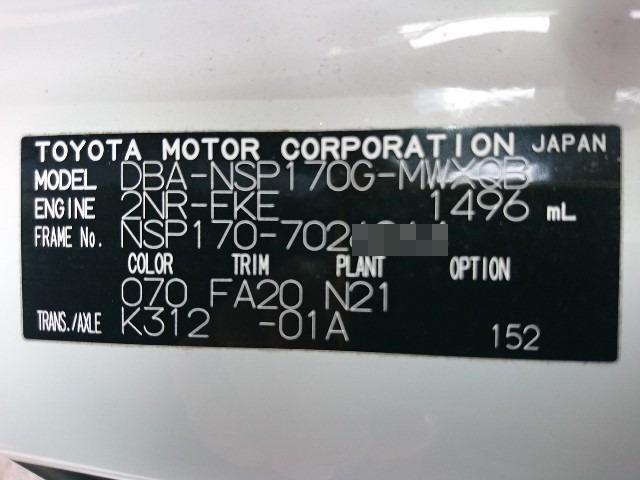 TOYOTA MOTOR CORPORATION JAPAN
MODEL DBA-NSP170G-MWXQB
ENGINE 2NR-FKE 1496 mL
FRAME No. NSP170-702
COLOR TRIM PLANT OPTION
070 FA20 N21
TRANS./AXLE K312 -01A 152